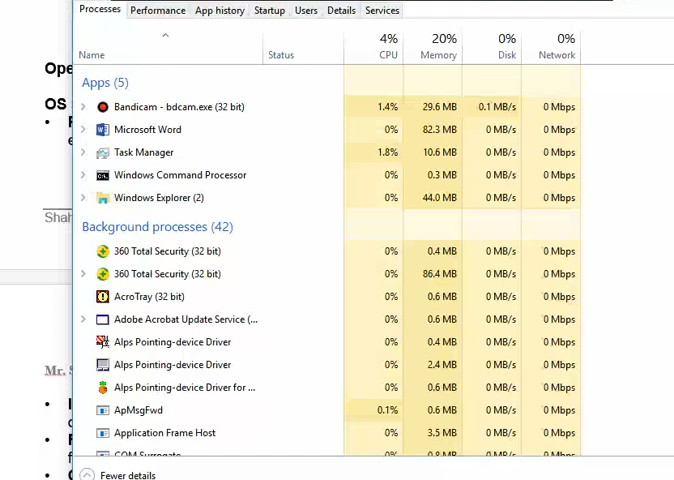 Processes Performance App history Startup Users Details Services
4% 20% 0% 0%
Name Status CPU Memory Disk Network
Ope
Apps (5)
OS
Bandicam - bdcam.exe (32 bit) 1.4% 29.6 MB 0.1 MB/s 0 Mbps
Microsoft Word 0% 82.3 MB 0 MB/s 0 Mbps
Task Manager 1.8% 10.6 MB 0 MB/s 0 Mbps
Windows Command Processor 0% 0.3 MB 0 MB/s 0 Mbps
Windows Explorer (2) 0% 44.0 MB 0 MB/s 0 Mbps
Shah
Background processes (42)
360 Total Security (32 bit) 0% 0.4 MB 0 MB/s 0 Mbps
360 Total Security (32 bit) 0% 86.4 MB 0 MB/s 0 Mbps
AcroTray (32 bit) 0% 0.6 MB 0 MB/s 0 Mbps
Adobe Acrobat Update Service (... 0% 0.6 MB 0 MB/s 0 Mbps
Alps Pointing-device Driver 0% 0.4 MB 0 MB/s 0 Mbps
Alps Pointing-device Driver 0% 2.4 MB 0 MB/s 0 Mbps
Mr. S
Alps Pointing-device Driver for ... 0% 0.6 MB 0 MB/s 0 Mbps
ApMsgFwd 0.1% 0.6 MB 0 MB/s 0 Mbps
Application Frame Host 0% 3.5 MB 0 MB/s 0 Mbps
COM Surrogate 0% 0.8 MB 0 MB/s 0 Mbps
Fewer details